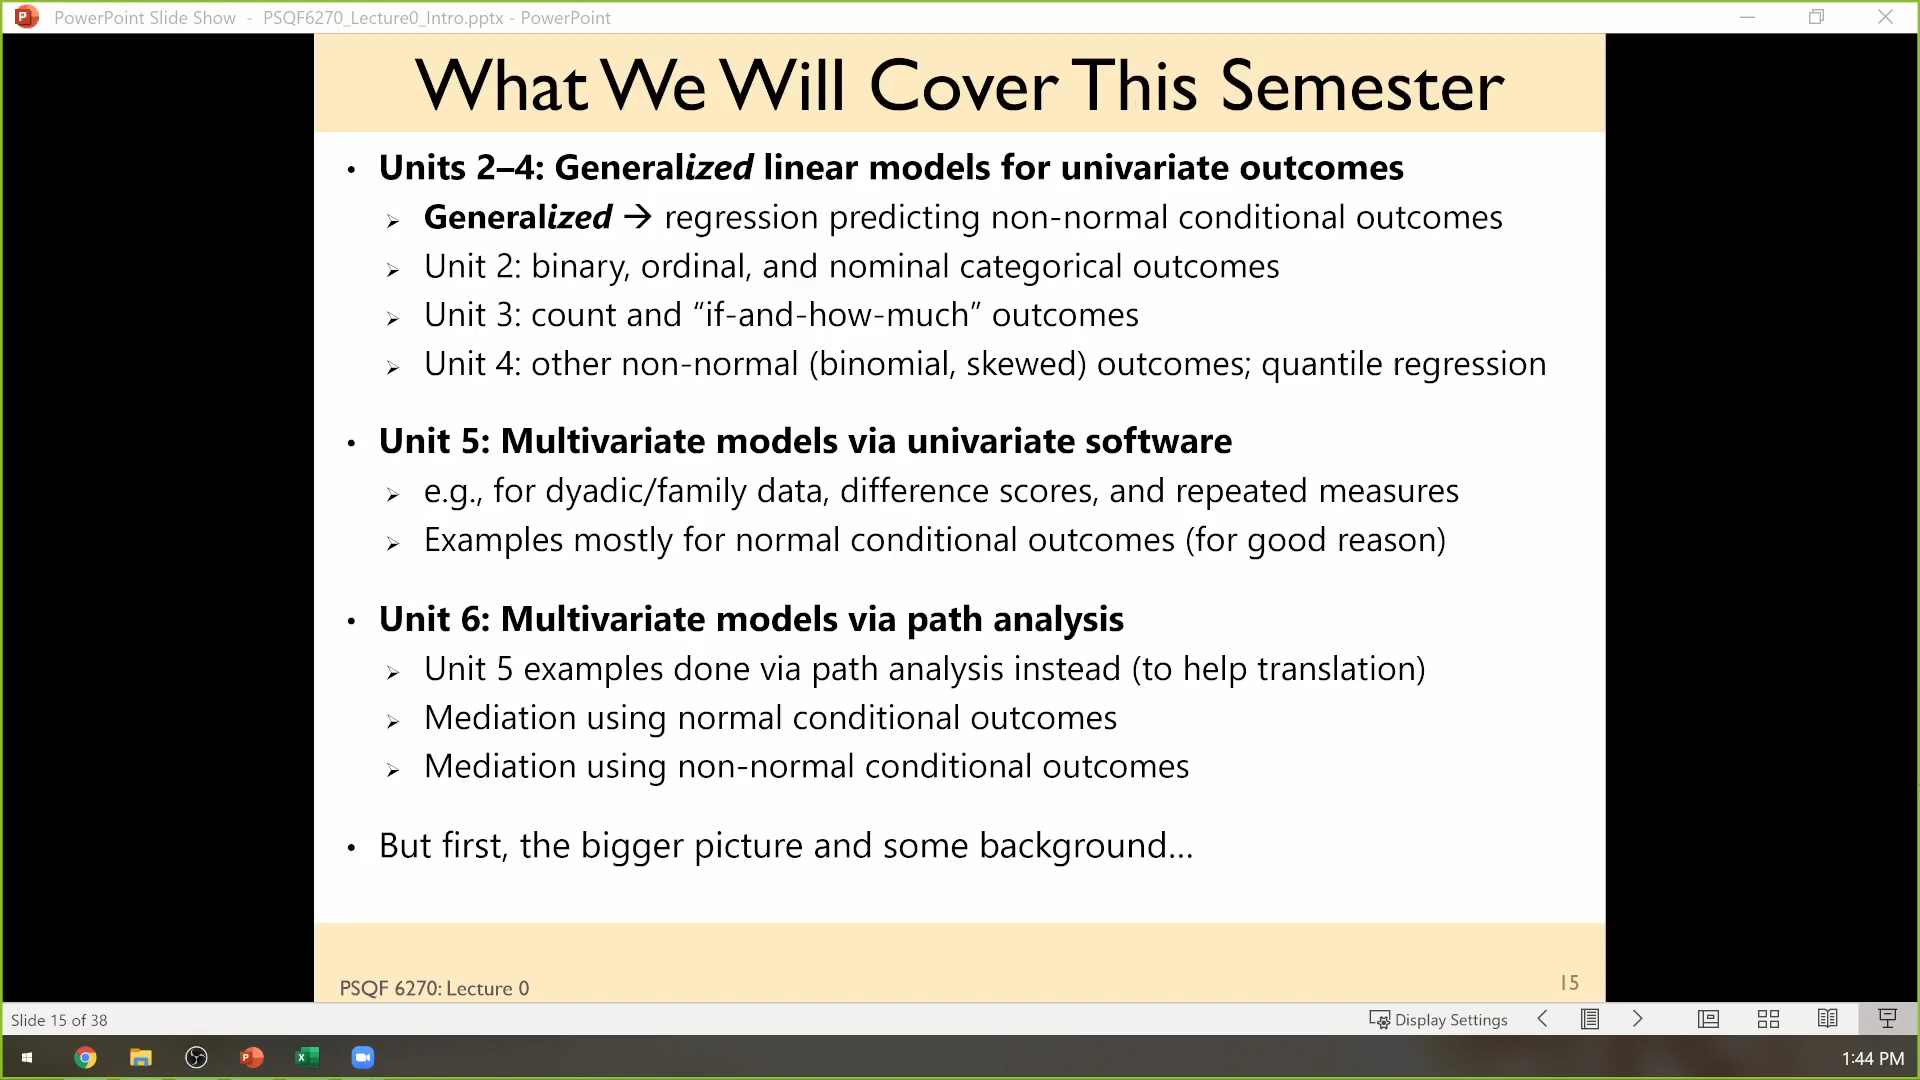 PowerPoint Slide Show - PSQF6270_Lecture0_Intro.pptx - PowerPoint
What We Will Cover This Semester
• Units 2–4: Generalized linear models for univariate outcomes
➢ Generalized → regression predicting non-normal conditional outcomes
➢ Unit 2: binary, ordinal, and nominal categorical outcomes
➢ Unit 3: count and “if-and-how-much” outcomes
➢ Unit 4: other non-normal (binomial, skewed) outcomes; quantile regression
• Unit 5: Multivariate models via univariate software
➢ e.g., for dyadic/family data, difference scores, and repeated measures
➢ Examples mostly for normal conditional outcomes (for good reason)
• Unit 6: Multivariate models via path analysis
➢ Unit 5 examples done via path analysis instead (to help translation)
➢ Mediation using normal conditional outcomes
➢ Mediation using non-normal conditional outcomes
• But first, the bigger picture and some background…
PSQF 6270: Lecture 0
15
Slide 15 of 38
Display Settings
1:44 PM